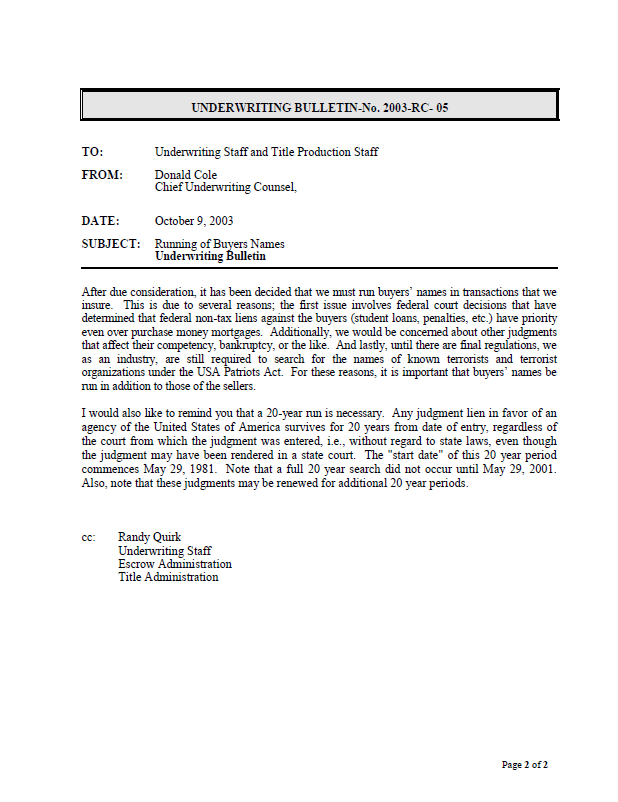 UNDERWRITING BULLETIN-No. 2003-RC- 05
TO: Underwriting Staff and Title Production Staff
FROM: Donald Cole
Chief Underwriting Counsel,
DATE: October 9, 2003
SUBJECT: Running of Buyers Names
Underwriting Bulletin
After due consideration, it has been decided that we must run buyers’ names in transactions that we
insure. This is due to several reasons; the first issue involves federal court decisions that have
determined that federal non-tax liens against the buyers (student loans, penalties, etc.) have priority
even over purchase money mortgages. Additionally, we would be concerned about other judgments
that affect their competency, bankruptcy, or the like. And lastly, until there are final regulations, we
as an industry, are still required to search for the names of known terrorists and terrorist
organizations under the USA Patriots Act. For these reasons, it is important that buyers’ names be
run in addition to those of the sellers.
I would also like to remind you that a 20-year run is necessary. Any judgment lien in favor of an
agency of the United States of America survives for 20 years from date of entry, regardless of
the court from which the judgment was entered, i.e., without regard to state laws, even though
the judgment may have been rendered in a state court. The "start date" of this 20 year period
commences May 29, 1981. Note that a full 20 year search did not occur until May 29, 2001.
Also, note that these judgments may be renewed for additional 20 year periods.
cc: Randy Quirk
Underwriting Staff
Escrow Administration
Title Administration
Page 2 of 2